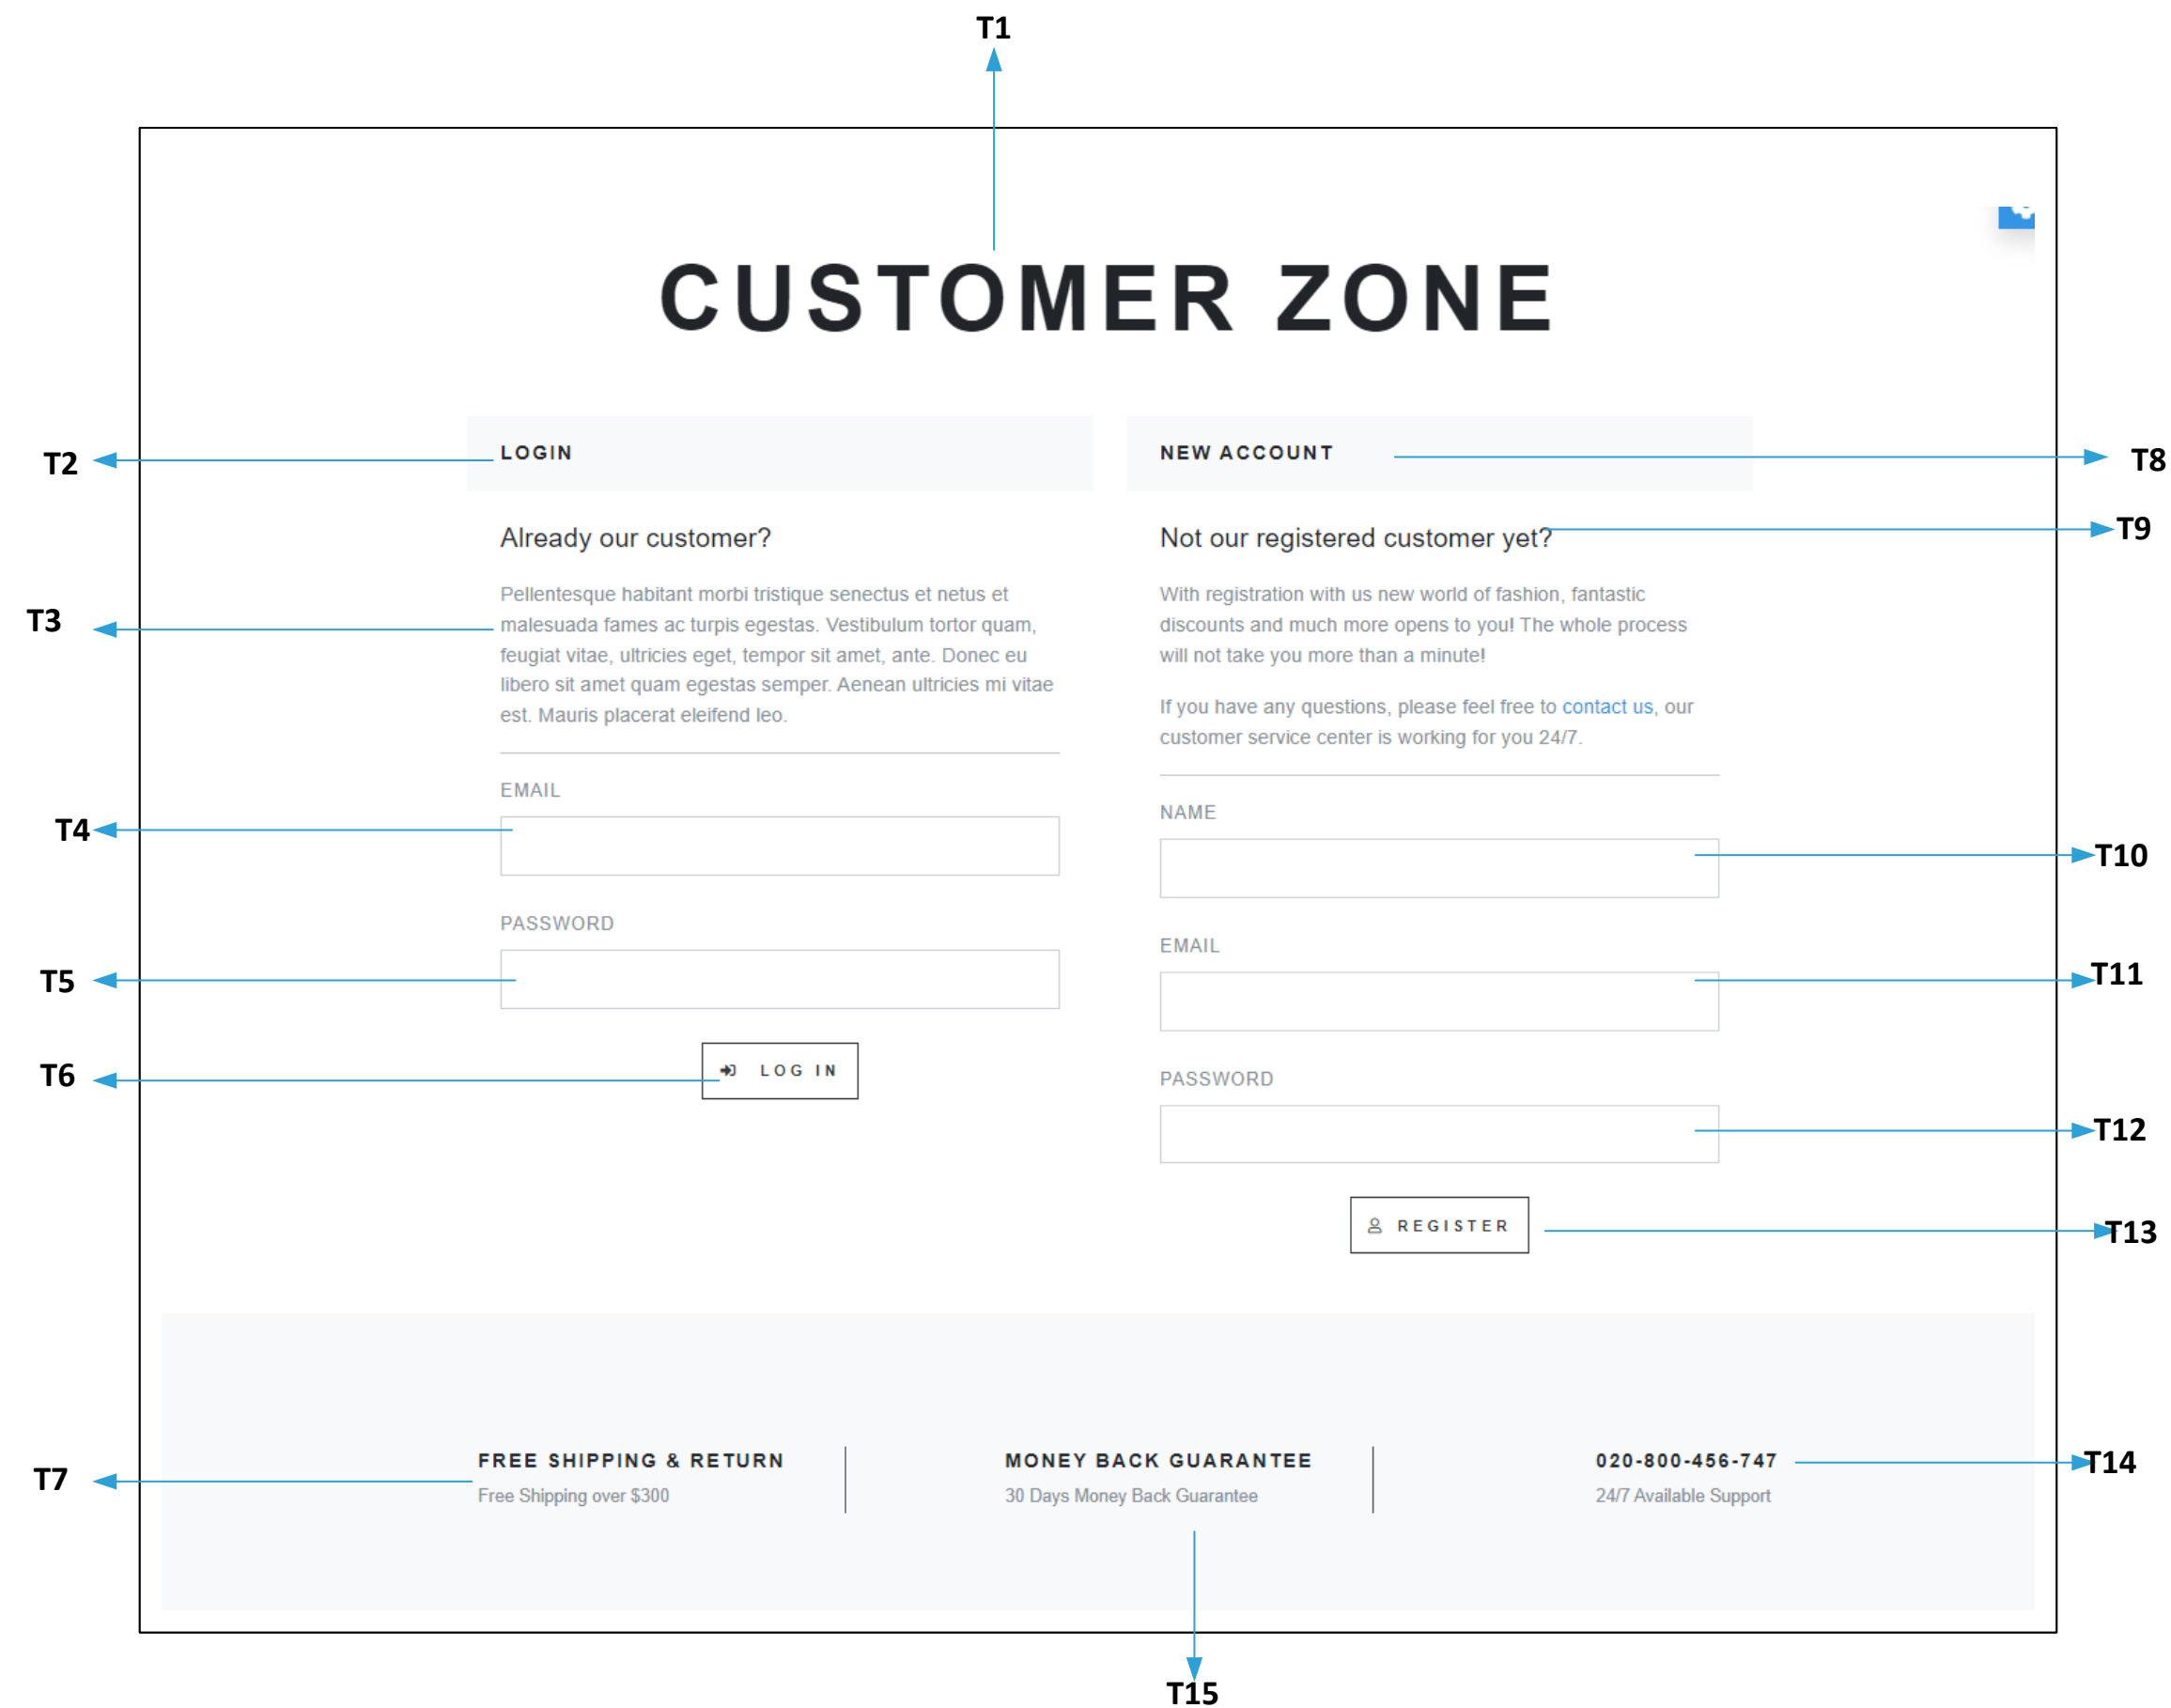 T1
CUSTOMER ZONE
T2
LOGIN
NEW ACCOUNT
T8
Already our customer?
Not our registered customer yet?
T9
T3
Pellentesque habitant morbi tristique senectus et netus et
malesuada fames ac turpis egestas. Vestibulum tortor quam,
feugiat vitae, ultricies eget, tempor sit amet, ante. Donec eu
libero sit amet quam egestas semper. Aenean ultricies mi vitae
est. Mauris placerat eleifend leo.
With registration with us new world of fashion, fantastic
discounts and much more opens to you! The whole process
will not take you more than a minute!
If you have any questions, please feel free to contact us, our
customer service center is working for you 24/7.
EMAIL
T4
PASSWORD
T5
LOG IN
T6
NAME
T10
EMAIL
T11
PASSWORD
T12
REGISTER
T13
T7
FREE SHIPPING & RETURN
Free Shipping over $300
MONEY BACK GUARANTEE
30 Days Money Back Guarantee
020-800-456-747
24/7 Available Support
T14
T15